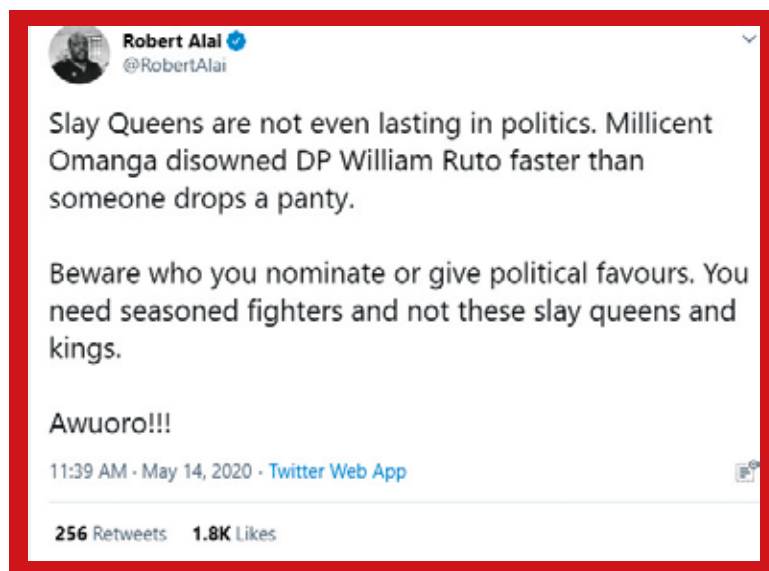 Robert Alai
@RobertAlai
Slay Queens are not even lasting in politics. Millicent
Omanga disowned DP William Ruto faster than
someone drops a panty.
Beware who you nominate or give political favours. You
need seasoned fighters and not these slay queens and
kings.
Awuoro!!!
11:39 AM · May 14, 2020 · Twitter Web App
256 Retweets 1.8K Likes